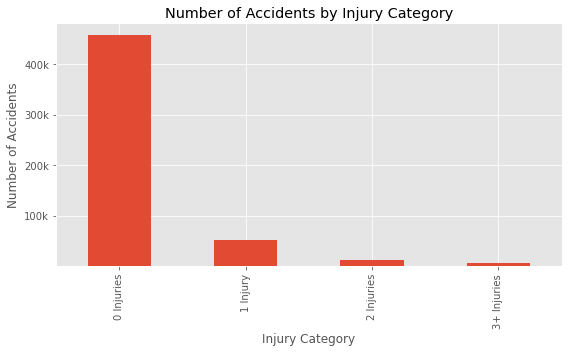 Number of Accidents by Injury Category
Number of Accidents
400k
300k
200k
100k
0 Injuries
1 Injury
2 Injuries
3+ Injuries
Injury Category